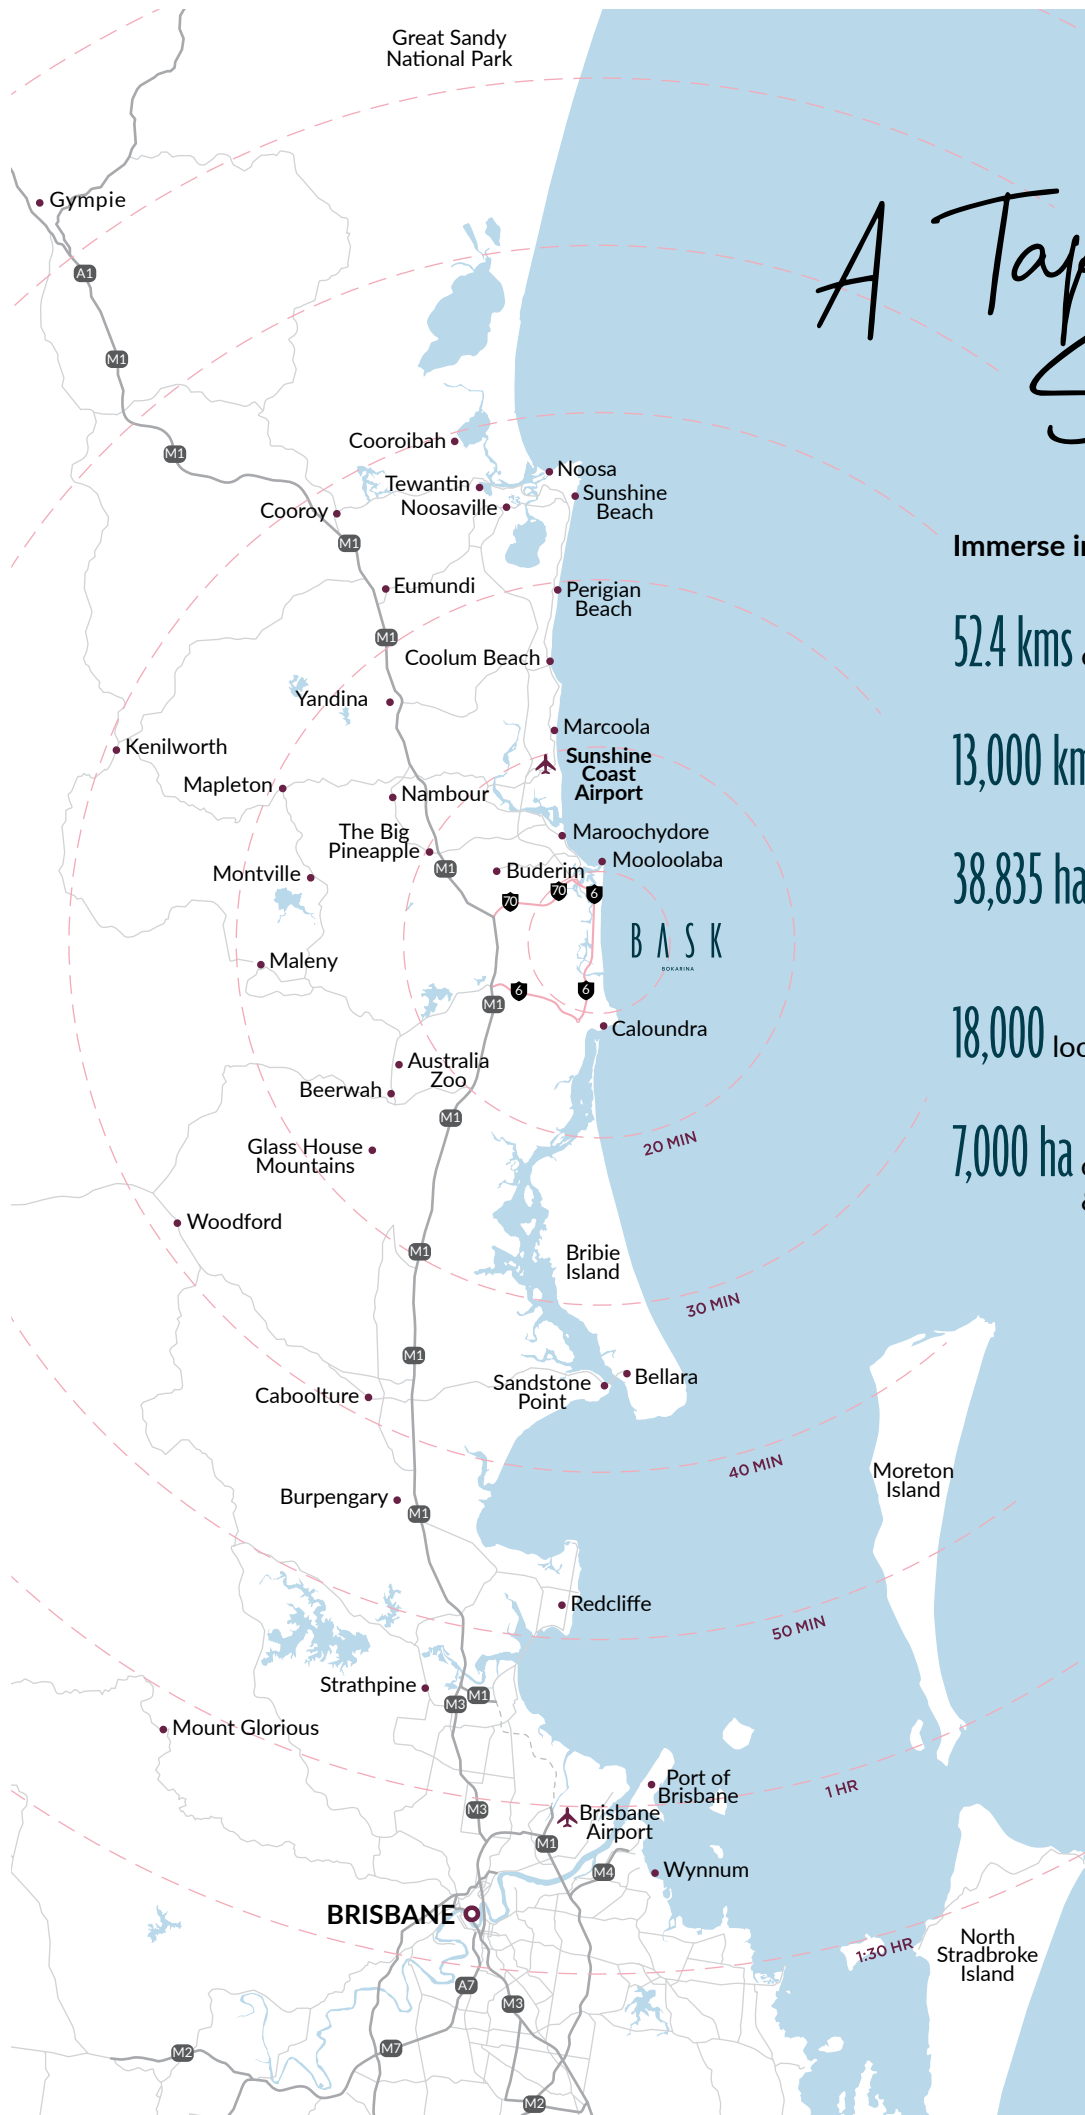 Great Sandy
National Park
Gympie
A1
A Tap
S
M1
M1
Cooroibah
Noosa
Tewantin
Sunshine
Beach
Noosaville
Cooroy
M1
Immerse in
Eumundi
Perigian
Beach
M1
52.4 kms
Coolum Beach
Yandina
Marcoola
Kenilworth
Sunshine
Coast
Airport
13,000 km
Mapleton
Nambour
The Big
Pineapple
Maroochydore
Mooloolaba
M1
Buderim
Montville
70
70
6
38,835 ha
BASK
BOKARINA
Maleny
6
6
M1
Caloundra
18,000 loc
Australia
Zoo
Beerwah
M1
20 MIN
Glass House
Mountains
7,000 ha
a
Woodford
M1
Bribie
Island
30 MIN
M1
Bellara
Sandstone
Point
Caboolture
40 MIN
Moreton
Island
Burpengary
M1
Redcliffe
50 MIN
Strathpine
M1
M3
Mount Glorious
Port of
Brisbane
1 HR
M3
Brisbane
Airport
M1
M4
Wynnum
BRISBANE
1:30 HR
North
Stradbroke
Island
A7
M3
M7
M2
M2